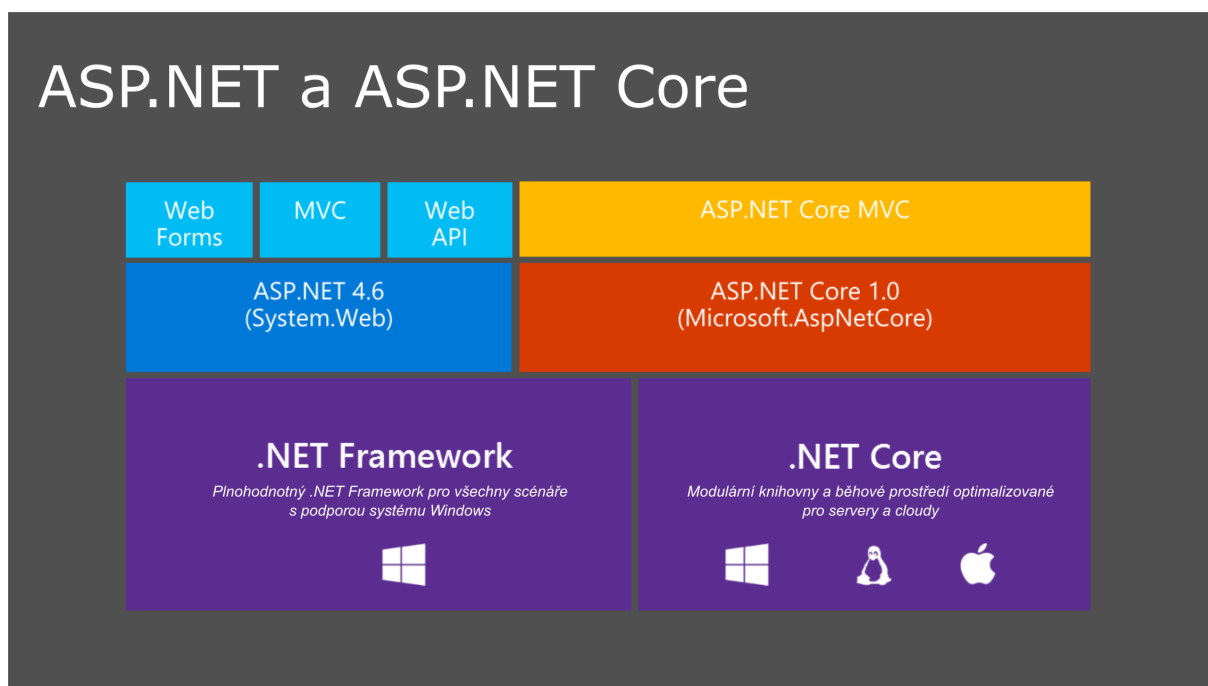 ASP.NET a ASP.NET Core
Web
Forms
MVC
Web
API
ASP.NET Core MVC
ASP.NET 4.6
(System.Web)
ASP.NET Core 1.0
(Microsoft.AspNetCore)
.NET Framework
Plnohodnotný .NET Framework pro všechny scénáře
s podporou systému Windows
.NET Core
Modulární knihovny a běhové prostředí optimalizované
pro servery a cloudy